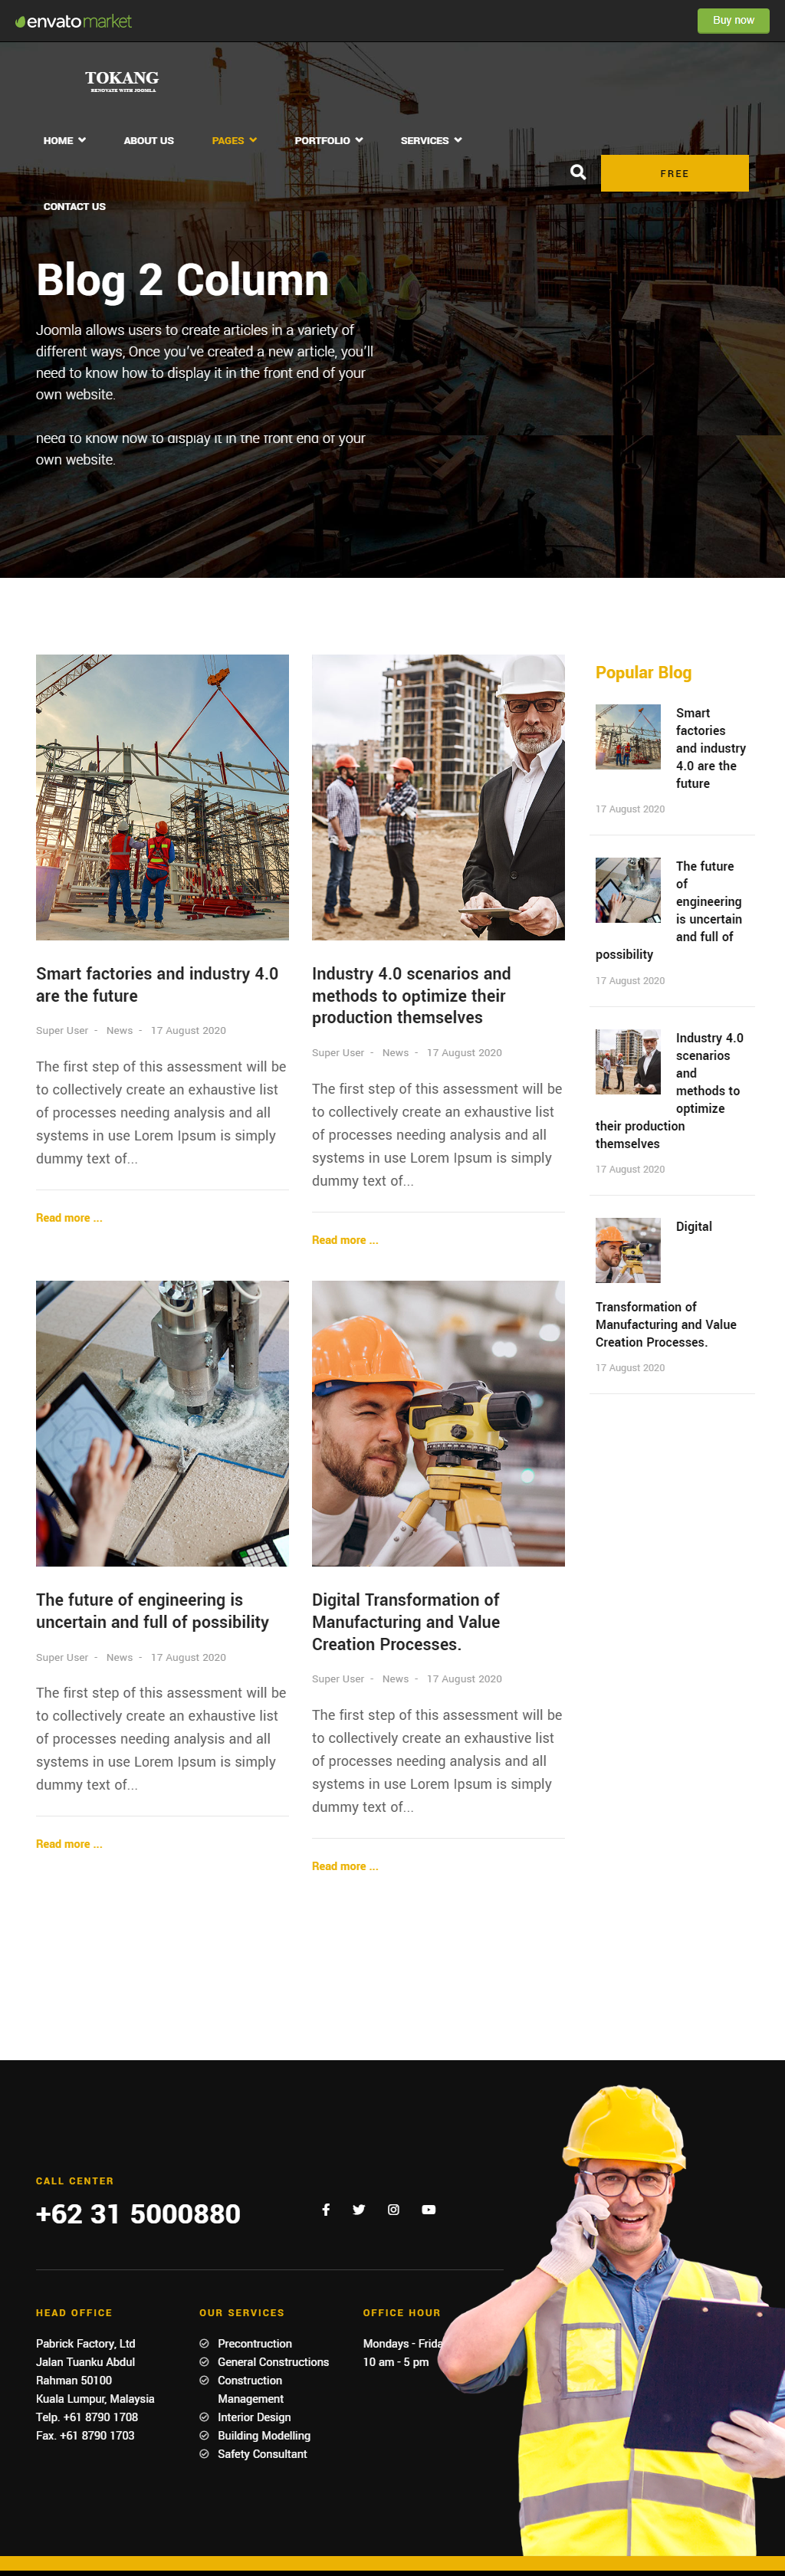 envatomarket
Buy now
TOKANG
RENOVATE WITH JOOMLA
HOME
ABOUT US
PAGES
PORTFOLIO
SERVICES
FREE
CONTACT US
Blog 2 Column
Joomla allows users to create articles in a variety of
different ways, Once you've created a new article, you'll
need to know how to display it in the front end of your
own website.
need to know how to display it in the front end of your
own website.
Smart factories and industry 4.0
are the future
Super User - News - 17 August 2020
The first step of this assessment will be
to collectively create an exhaustive list
of processes needing analysis and all
systems in use Lorem Ipsum is simply
dummy text of...
Read more ...
Industry 4.0 scenarios and
methods to optimize their
production themselves
Super User - News - 17 August 2020
The first step of this assessment will be
to collectively create an exhaustive list
of processes needing analysis and all
systems in use Lorem Ipsum is simply
dummy text of...
Read more ...
The future of engineering is
uncertain and full of possibility
Super User - News - 17 August 2020
The first step of this assessment will be
to collectively create an exhaustive list
of processes needing analysis and all
systems in use Lorem Ipsum is simply
dummy text of...
Read more ...
Digital Transformation of
Manufacturing and Value
Creation Processes.
Super User - News - 17 August 2020
The first step of this assessment will be
to collectively create an exhaustive list
of processes needing analysis and all
systems in use Lorem Ipsum is simply
dummy text of...
Read more ...
Popular Blog
Smart
factories
and industry
4.0 are the
future
17 August 2020
The future
of
engineering
is uncertain
and full of
possibility
17 August 2020
Industry 4.0
scenarios
and
methods to
optimize
their production
themselves
17 August 2020
Digital
Transformation of
Manufacturing and Value
Creation Processes.
17 August 2020
CALL CENTER
+62 31 5000880
HEAD OFFICE
Pabrick Factory, Ltd
Jalan Tuanku Abdul
Rahman 50100
Kuala Lumpur, Malaysia
Telp. +61 8790 1708
Fax. +61 8790 1703
OUR SERVICES
Precontruction
General Constructions
Construction
Management
Interior Design
Building Modelling
Safety Consultant
OFFICE HOUR
Mondays - Frida
10 am - 5 pm